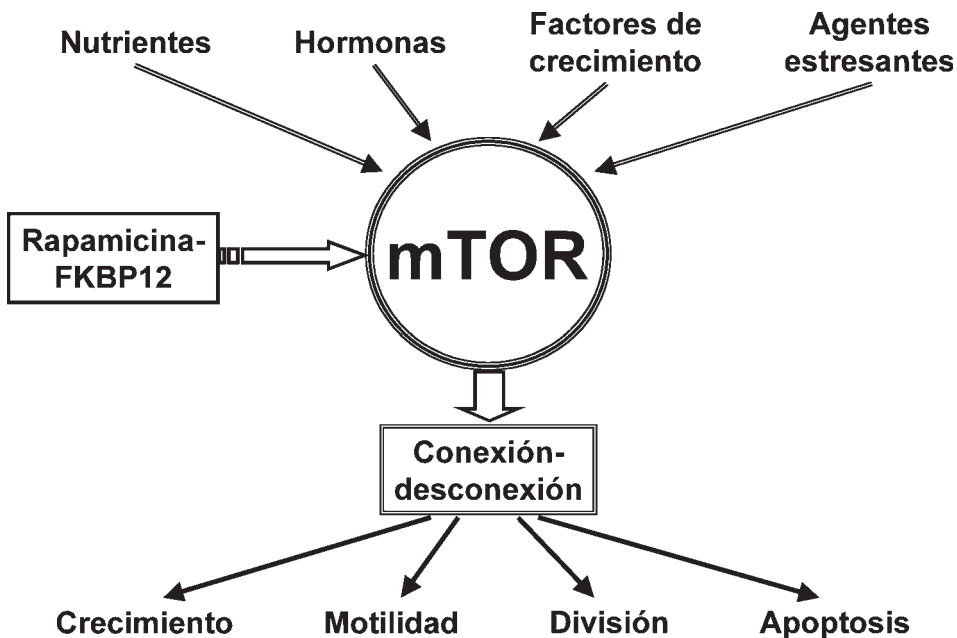 Nutrientes
Hormonas
Factores de
crecimiento
Agentes
estresantes
Rapamicina-
FKBP12
mTOR
Conexión-
desconexión
Crecimiento
Motilidad
División
Apoptosis